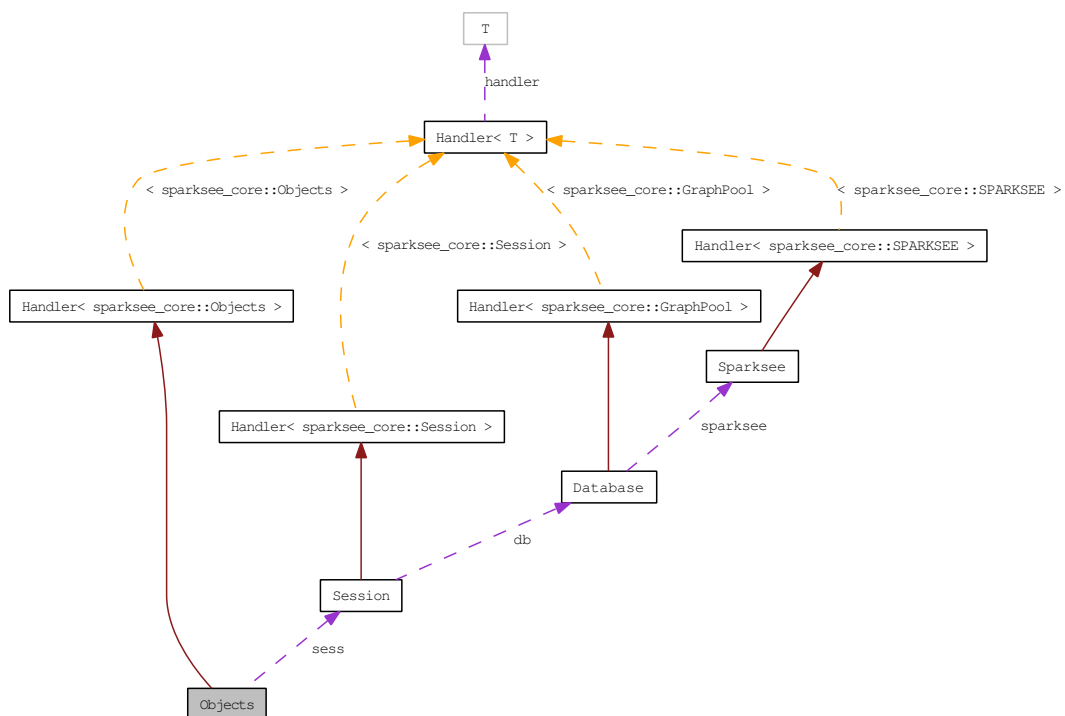 T
handler
Handler< T >
< sparksee_core::Objects >
< sparksee_core::GraphPool >
< sparksee_core::SPARKSEE >
< sparksee_core::Session >
Handler< sparksee_core::SPARKSEE >
Handler< sparksee_core::Objects >
Handler< sparksee_core::GraphPool >
Sparksee
Handler< sparksee_core::Session >
sparksee
Database
db
Session
sess
Objects